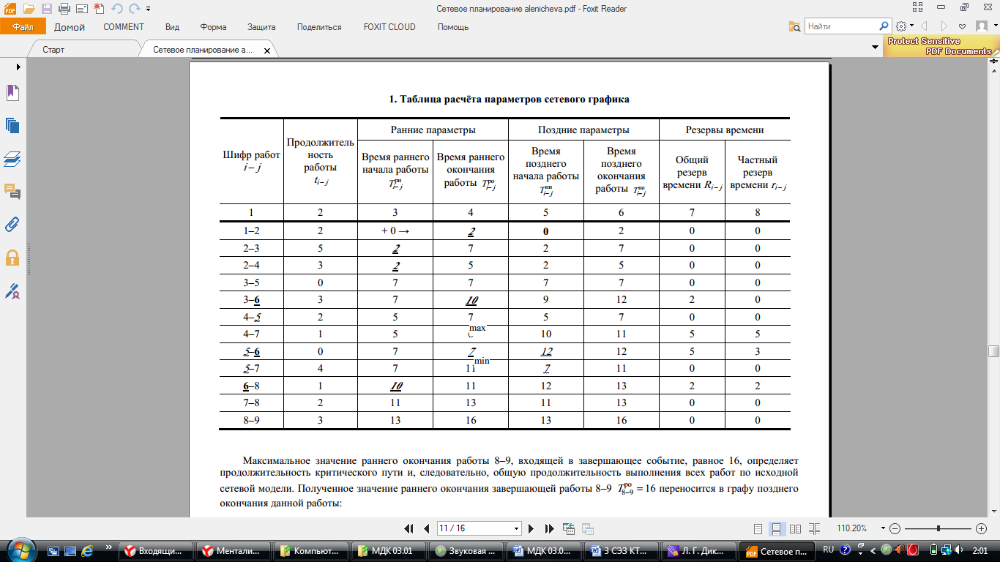 Сетевое планирование alenicheva.pdf - Foxit Reader
Файл Домой COMMENT Вид Форма Защита Поделиться FOXIT CLOUD Помощь Найти
Старт Сетевое планирование а... Protect Sensitive
PDF Documents
1. Таблица расчёта параметров сетевого графика
Шифр работ i – j
Продолжитель
ность
работы
t i – j
Ранние параметры
Поздние параметры
Резервы времени
Время раннего
начала работы
T рн i–j
Время раннего
окончания
работы T ро i–j
Время
позднего
начала работы
T пн i–j
Время
позднего
окончания
работы T по i–j
Общий
резерв
времени R i – j
Частный
резерв
времени r i – j
1 2 3 4 5 6 7 8
1–2 2 + 0 → 2 0 2 0 0
2–3 5 2 7 2 7 0 0
2–4 3 2 5 2 5 0 0
3–5 0 7 7 7 7 0 0
3–6 3 7 10 9 12 2 0
4–5 2 5 7 5 7 0 0
max
4–7 1 5 10 11 5 5
5–6 0 7 7 12 12 5 3
min
5–7 4 7 11 7 11 0 0
6–8 1 10 11 12 13 2 2
7–8 2 11 13 11 13 0 0
8–9 3 13 16 13 16 0 0
Максимальное значение раннего окончания работы 8–9, входящей в завершающее событие, равное 16, определяет
продолжительность критического пути и, следовательно, общую продолжительность выполнения всех работ по исходной
сетевой модели. Полученное значение раннего окончания завершающей работы 8–9 T ро 8–9 = 16 переносится в графу позднего
окончания данной работы:
11 / 16 110.20%
Входящи... Ментали... Компьют... МДК 03.01 Звуковая ... МДК 03.0... 3 СЭЗ КТ... Л. Г. Дик... Сетевое п... RU 2:01